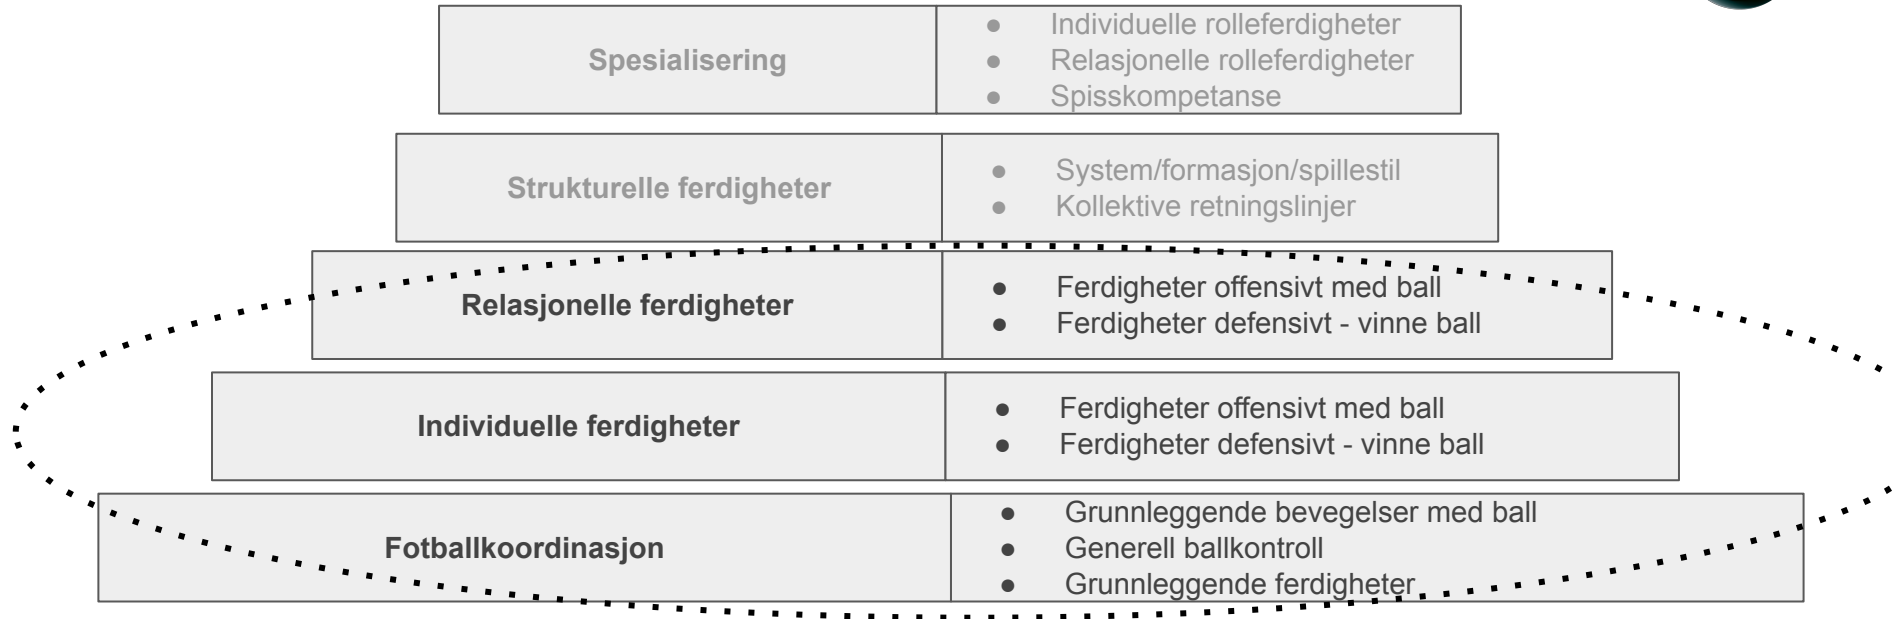 Spesialisering
● Individuelle rolleferdigheter
● Relasjonelle rolleferdigheter
● Spisskompetanse
Strukturelle ferdigheter
● System/formasjon/spillestil
● Kollektive retningslinjer
Relasjonelle ferdigheter
● Ferdigheter offensivt med ball
● Ferdigheter defensivt - vinne ball
Individuelle ferdigheter
● Ferdigheter offensivt med ball
● Ferdigheter defensivt - vinne ball
Fotballkoordinasjon
● Grunnleggende bevegelser med ball
● Generell ballkontroll
● Grunnleggende ferdigheter